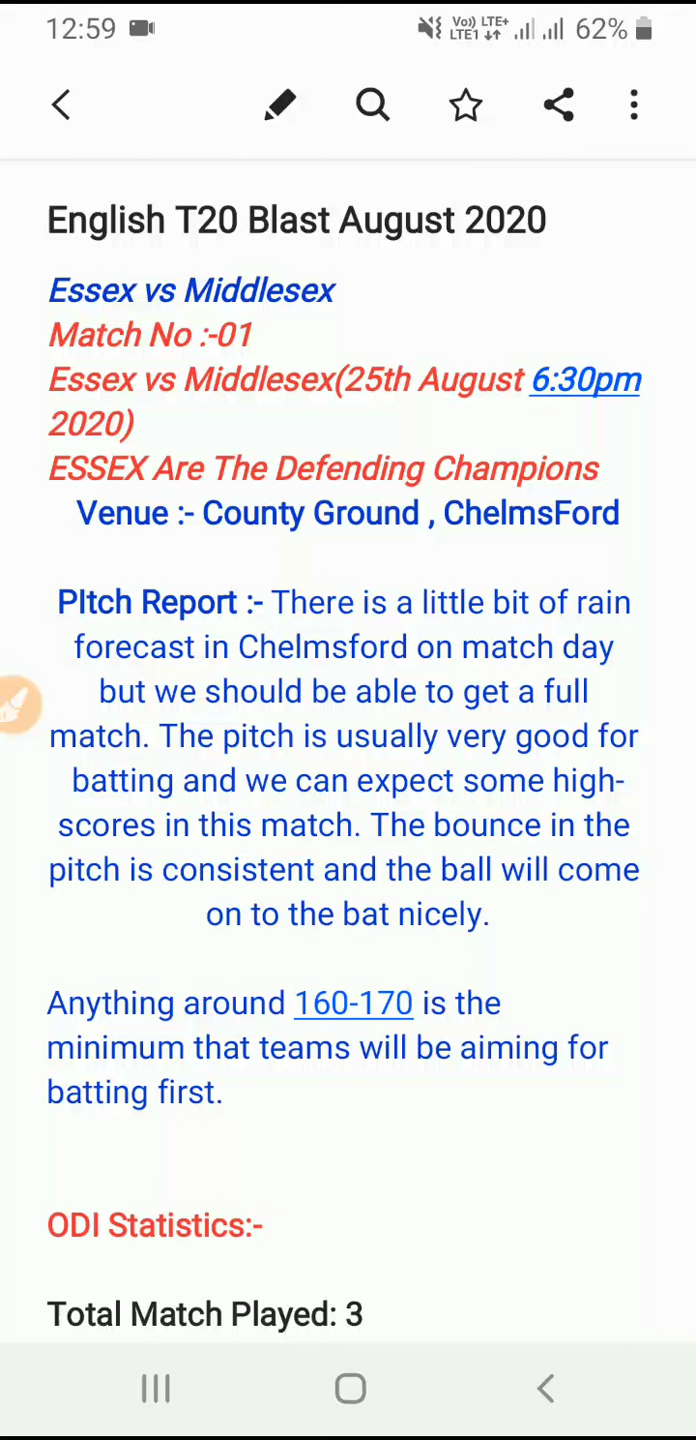 12:59
Vo)) LTE+
LTE1 62%
English T20 Blast August 2020
Essex vs Middlesex
Match No :-01
Essex vs Middlesex(25th August 6:30pm
2020)
ESSEX Are The Defending Champions
Venue :- County Ground , ChelmsFord
PItch Report :- There is a little bit of rain
forecast in Chelmsford on match day
but we should be able to get a full
match. The pitch is usually very good for
batting and we can expect some high-
scores in this match. The bounce in the
pitch is consistent and the ball will come
on to the bat nicely.
Anything around 160-170 is the
minimum that teams will be aiming for
batting first.
ODI Statistics:-
Total Match Played: 3